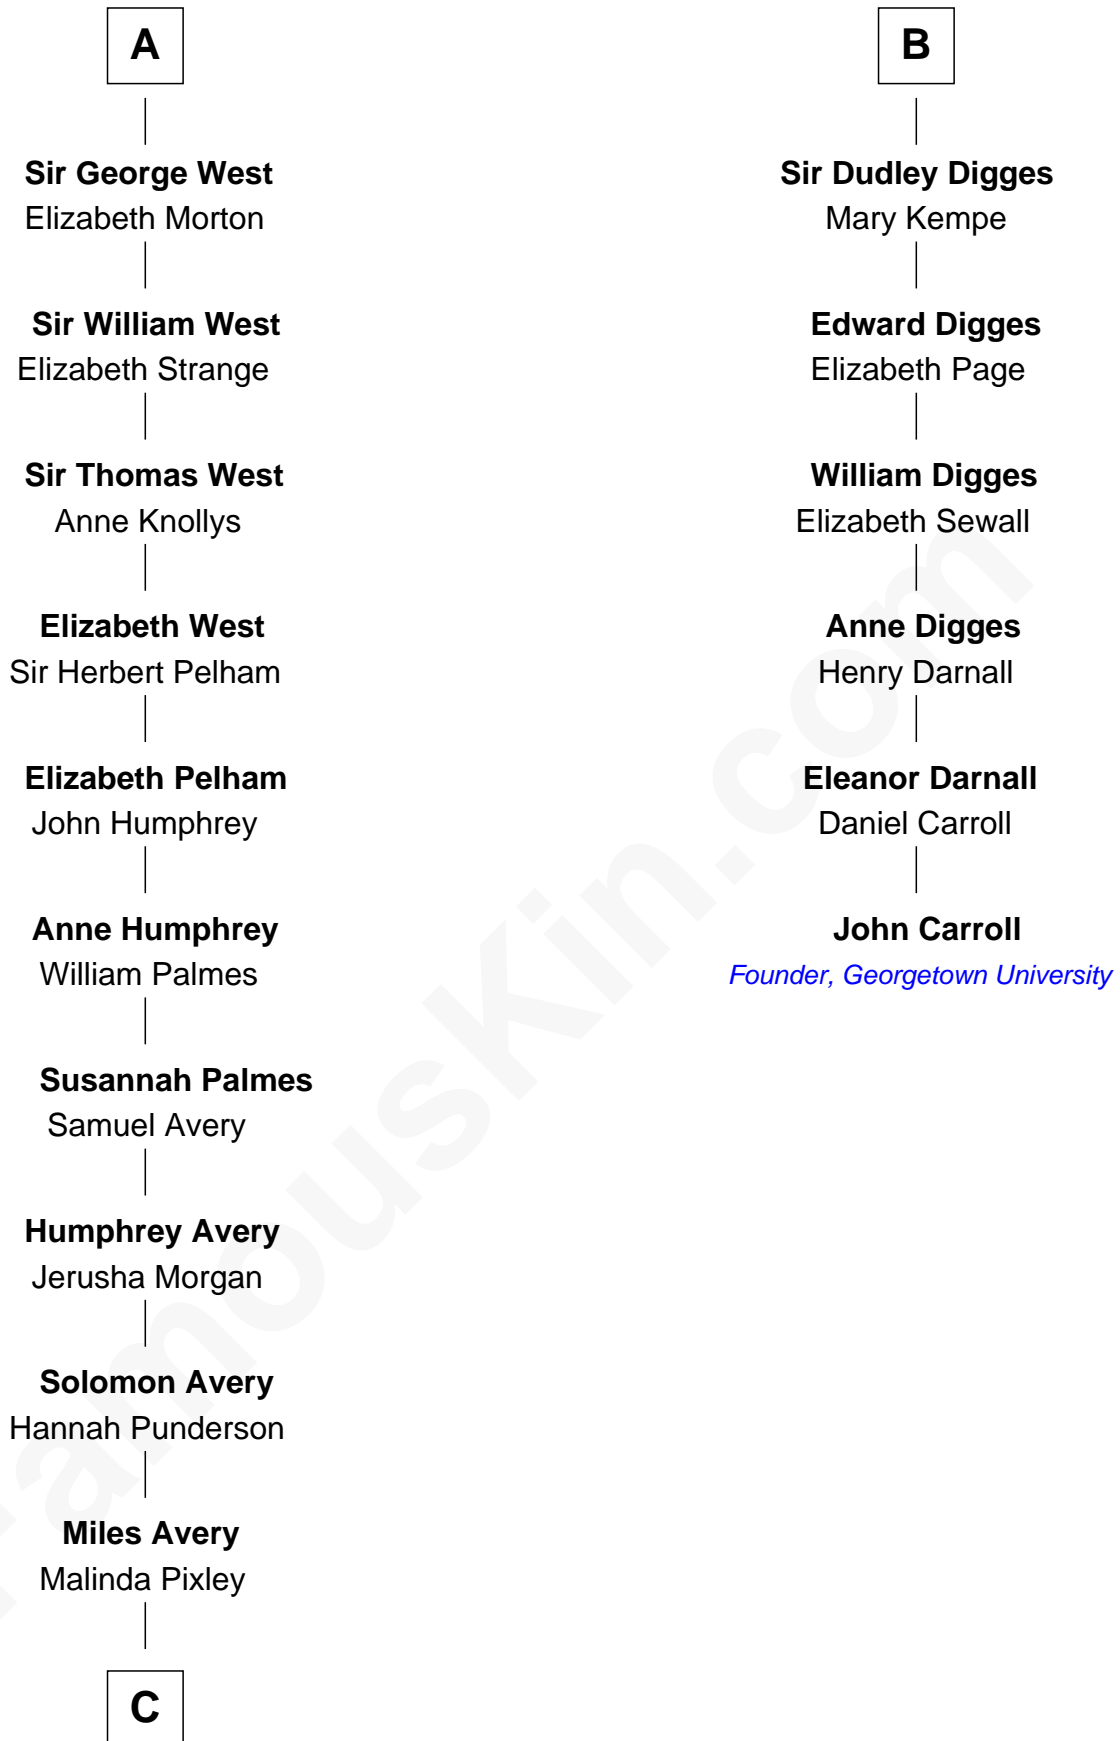 A
Sir George West
Elizabeth Morton
Sir William West
Elizabeth Strange
Sir Thomas West
Anne Knollys
Elizabeth West
Sir Herbert Pelham
Elizabeth Pelham
John Humphrey
Anne Humphrey
William Palmes
Susannah Palmes
Samuel Avery
Humphrey Avery
Jerusha Morgan
Solomon Avery
Hannah Punderson
Miles Avery
Malinda Pixley
C
B
Sir Dudley Digges
Mary Kempe
Edward Digges
Elizabeth Page
William Digges
Elizabeth Sewall
Anne Digges
Henry Darnall
Eleanor Darnall
Daniel Carroll
John Carroll
Founder, Georgetown University
FamousKin.com